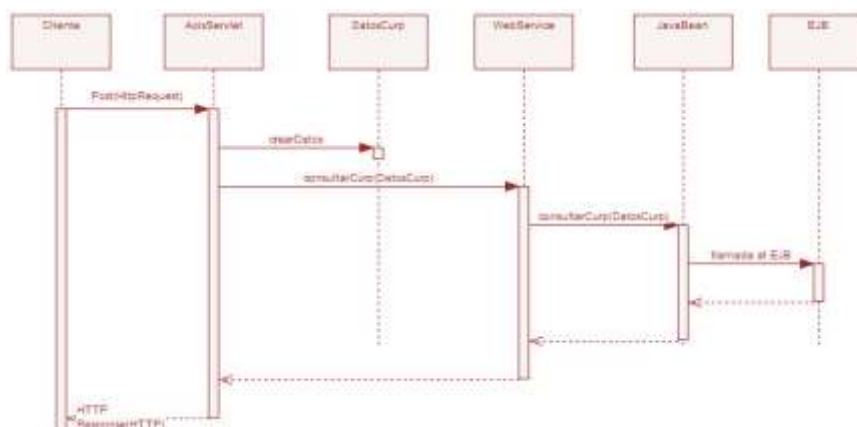 Cliente
AxisServlet
DatosCurp
WebService
JavaBean
EJB
Post(HttpRequest)
crearDatos
consultarCurp(DatosCurp)
consultarCurp(DatosCurp)
llamada al EJB
HTTP
Response(HTTP)